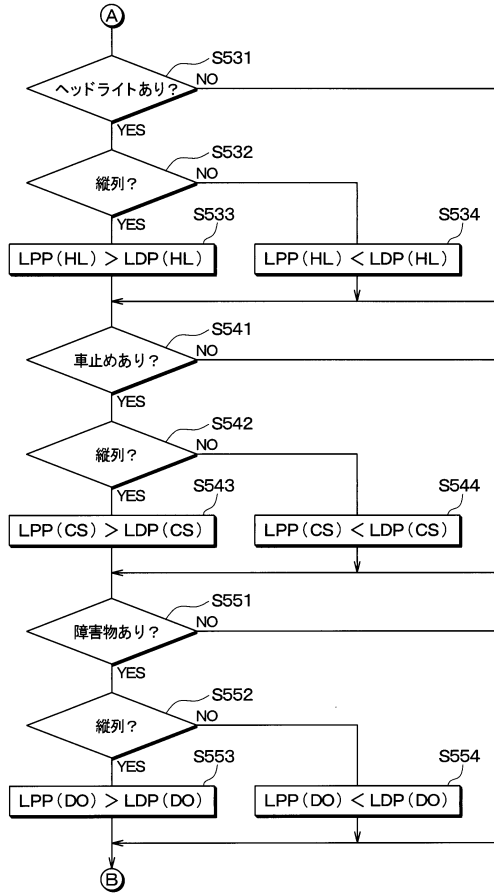 A
S531
ヘッドライトあり?
NO
YES
S532
縦列?
NO
YES
S533
S534
LPP(HL)>LDP(HL)
LPP(HL)<LDP(HL)
S541
車止めあり?
NO
YES
S542
縦列?
NO
YES
S543
S544
LPP(CS)>LDP(CS)
LPP(CS)<LDP(CS)
S551
障害物あり?
NO
YES
S552
縦列?
NO
YES
S553
S554
LPP(DO)>LDP(DO)
LPP(DO)<LDP(DO)
B